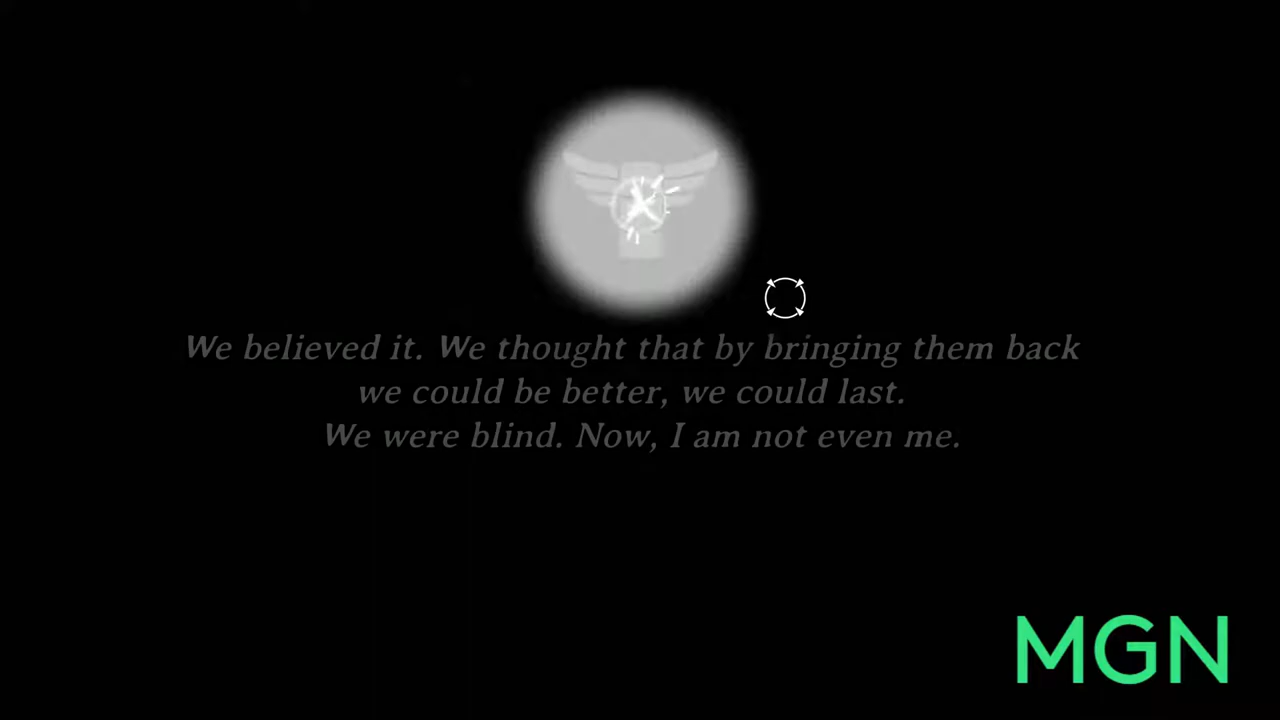 We believed it. We thought that by bringing them back
we could be better, we could last.
We were blind. Now, I am not even me.
MGN